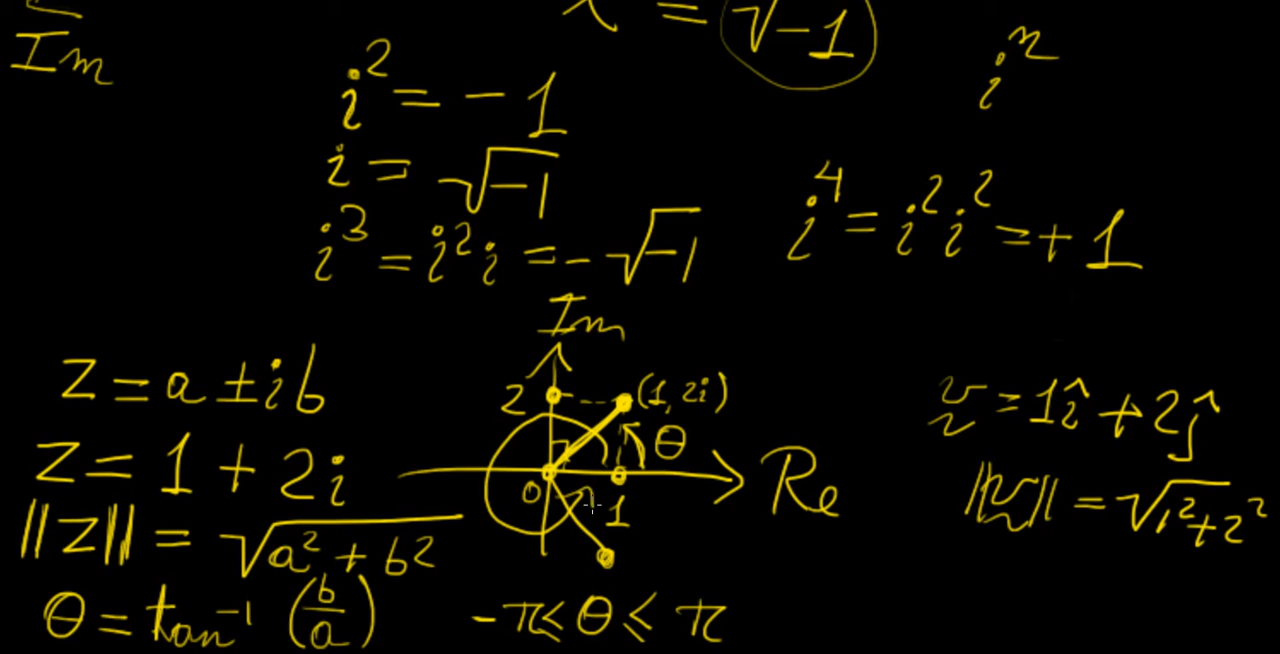 Im
i = √-1
i^n
i² = -1
i = √-1
i³ = i²i = -√-1
i⁴ = i²i² = +1
Im
z = a ± ib
2
(1, 2i)
θ
z = 1 + 2i
Re
0
1
v = 1î + 2ĵ
||z|| = √a² + b²
||v|| = √1² + 2²
θ = tan⁻¹ (b/a)
-π < θ ≤ π